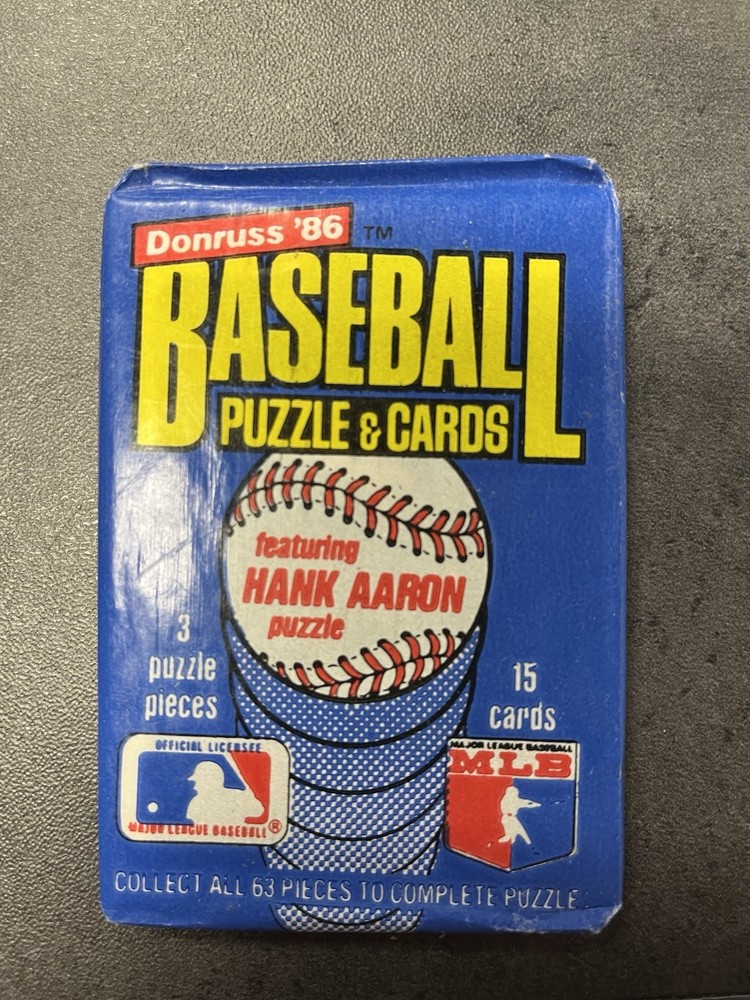 Donruss '86 TM
BASEBALL
PUZZLE & CARDS
featuring
HANK AARON
puzzle
3
puzzle
pieces
15
cards
OFFICIAL LICENSEE
MAJOR LEAGUE BASEBALL ®
MAJOR LEAGUE BASEBALL
MLB
COLLECT ALL 63 PIECES TO COMPLETE PUZZLE